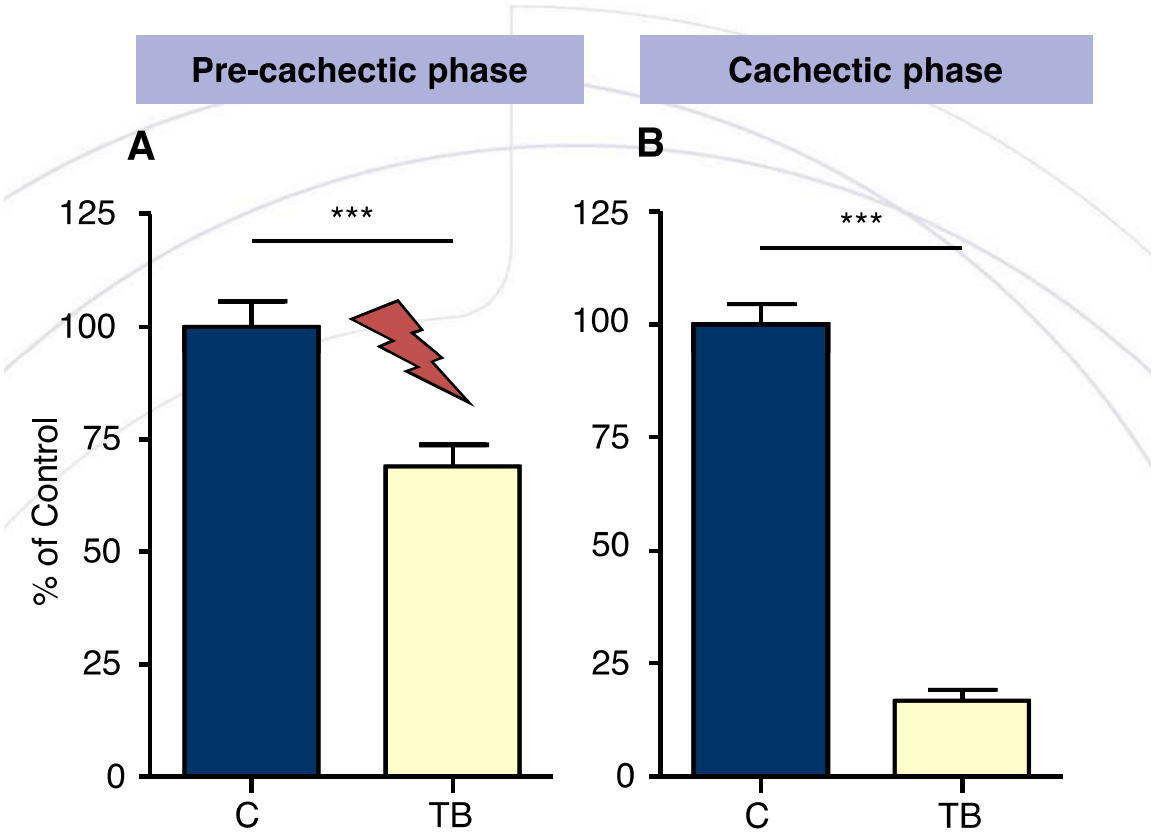 Pre-cachectic phase
Cachectic phase
A
B
% of Control
125
100
75
50
25
0
***
C
TB
125
100
75
50
25
0
***
C
TB